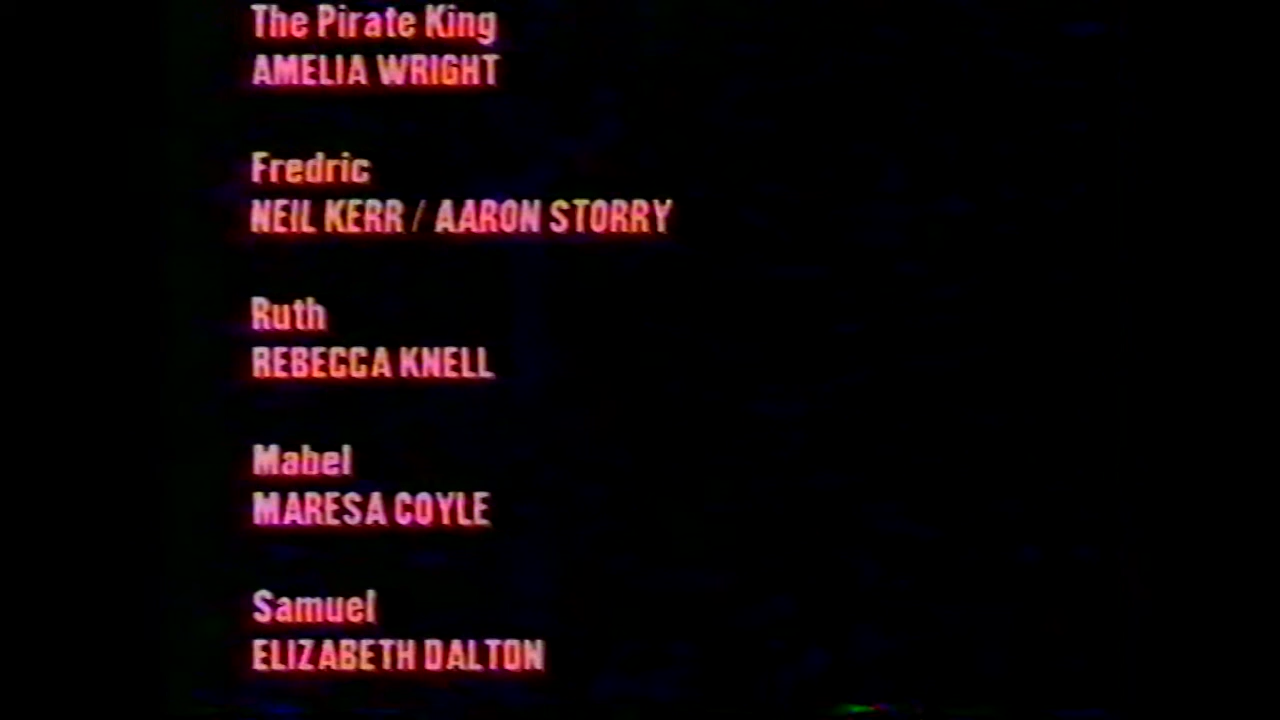 The Pirate King
AMELIA WRIGHT
Fredric
NEIL KERR / AARON STORRY
Ruth
REBECCA KNELL
Mabel
MARESA COYLE
Samuel
ELIZABETH DALTON